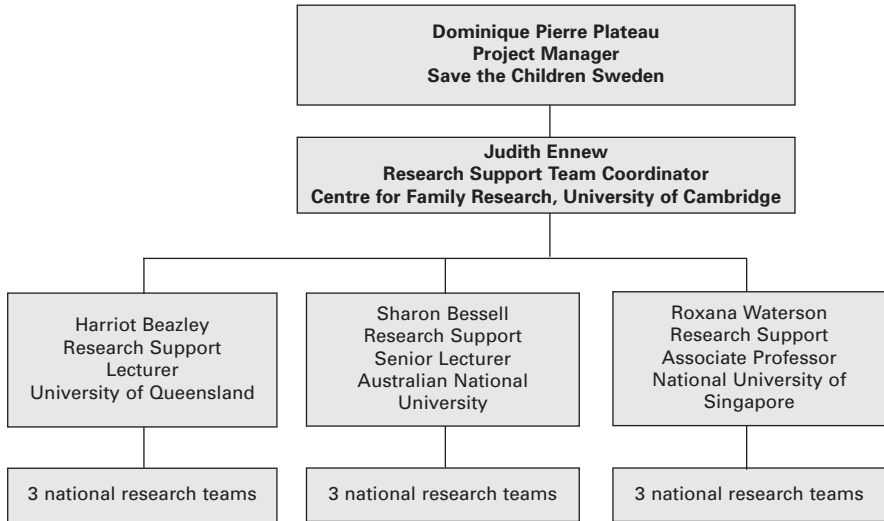 Dominique Pierre Plateau
Project Manager
Save the Children Sweden
Judith Ennew
Research Support Team Coordinator
Centre for Family Research, University of Cambridge
Harriot Beazley
Research Support
Lecturer
University of Queensland
Sharon Bessell
Research Support
Senior Lecturer
Australian National
University
Roxana Waterson
Research Support
Associate Professor
National University of
Singapore
3 national research teams
3 national research teams
3 national research teams